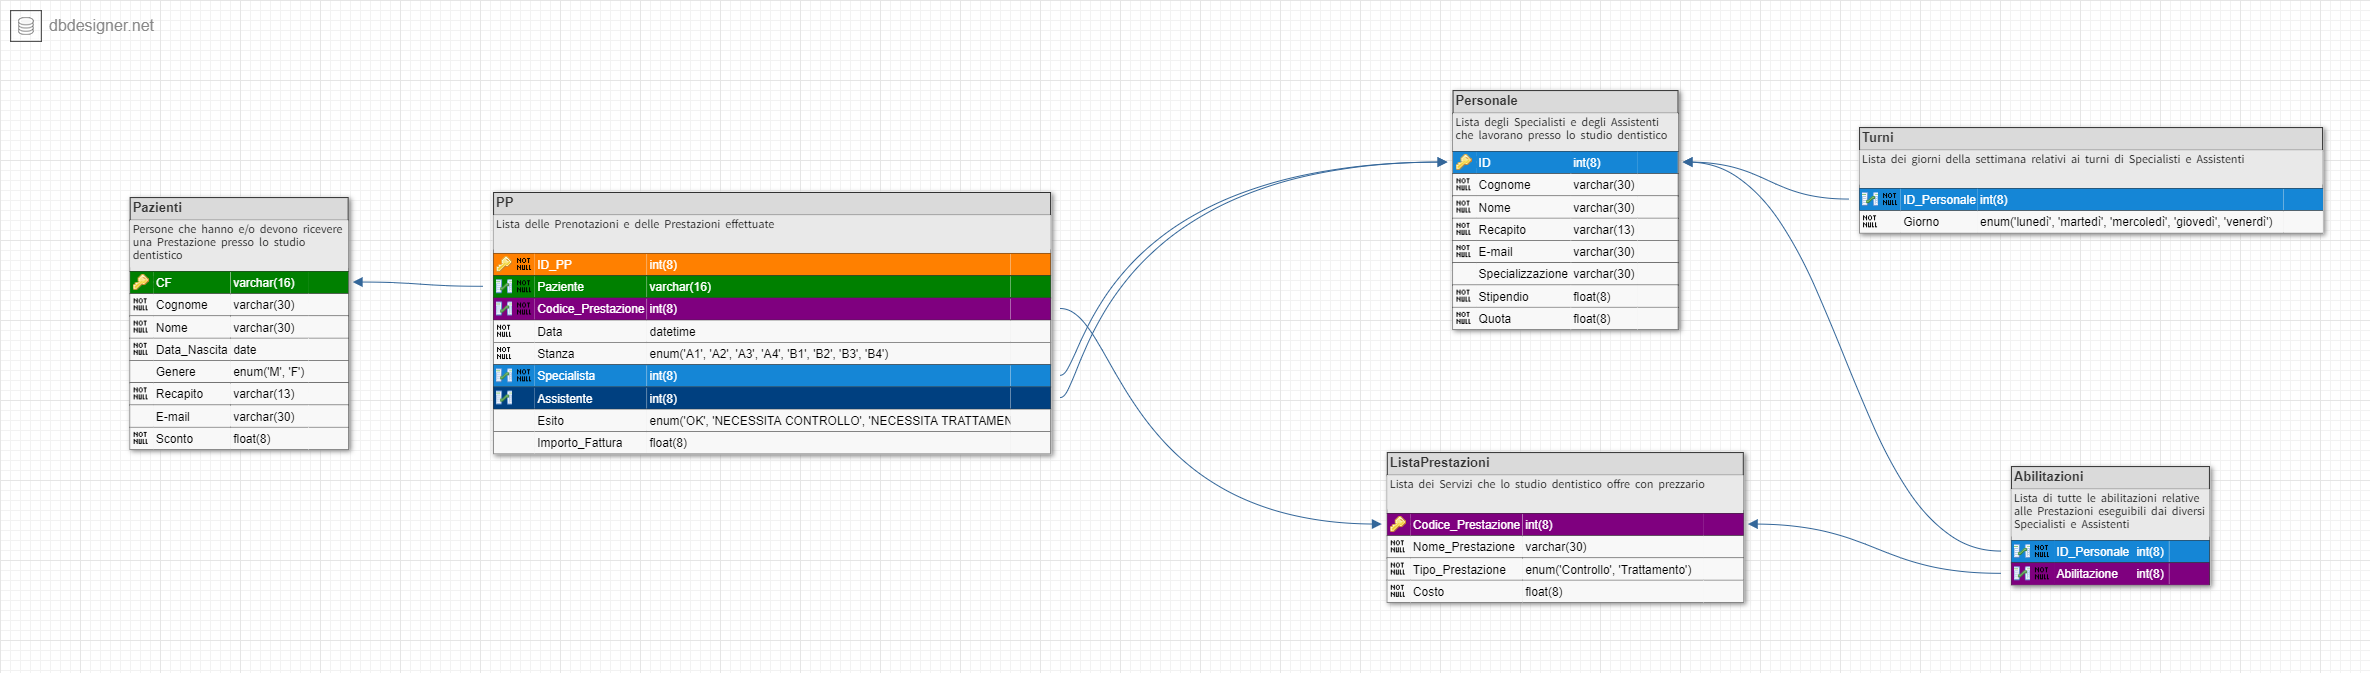 dbdesigner.net
Pazienti
Persone che hanno e/o devono ricevere
una Prestazione presso lo studio
dentistico
CF varchar(16)
NOT NULL Cognome varchar(30)
NOT NULL Nome varchar(30)
NOT NULL Data_Nascita date
Genere enum('M', 'F')
NOT NULL Recapito varchar(13)
E-mail varchar(30)
NOT NULL Sconto float(8)
PP
Lista delle Prenotazioni e delle Prestazioni effettuate
NOT NULL ID_PP int(8)
NOT NULL Paziente varchar(16)
NOT NULL Codice_Prestazione int(8)
NOT NULL Data datetime
NOT NULL Stanza enum('A1', 'A2', 'A3', 'A4', 'B1', 'B2', 'B3', 'B4')
NOT NULL Specialista int(8)
Assistente int(8)
Esito enum('OK', 'NECESSITA CONTROLLO', 'NECESSITA TRATTAMEN
Importo_Fattura float(8)
Personale
Lista degli Specialisti e degli Assistenti
che lavorano presso lo studio dentistico
ID int(8)
NOT NULL Cognome varchar(30)
NOT NULL Nome varchar(30)
NOT NULL Recapito varchar(13)
NOT NULL E-mail varchar(30)
Specializzazione varchar(30)
NOT NULL Stipendio float(8)
NOT NULL Quota float(8)
Turni
Lista dei giorni della settimana relativi ai turni di Specialisti e Assistenti
NOT NULL ID_Personale int(8)
NOT NULL Giorno enum('lunedì', 'martedì', 'mercoledì', 'giovedì', 'venerdì')
ListaPrestazioni
Lista dei Servizi che lo studio dentistico offre con prezzario
Codice_Prestazione int(8)
NOT NULL Nome_Prestazione varchar(30)
NOT NULL Tipo_Prestazione enum('Controllo', 'Trattamento')
NOT NULL Costo float(8)
Abilitazioni
Lista di tutte le abilitazioni relative
alle Prestazioni eseguibili dai diversi
Specialisti e Assistenti
NOT NULL ID_Personale int(8)
NOT NULL Abilitazione int(8)